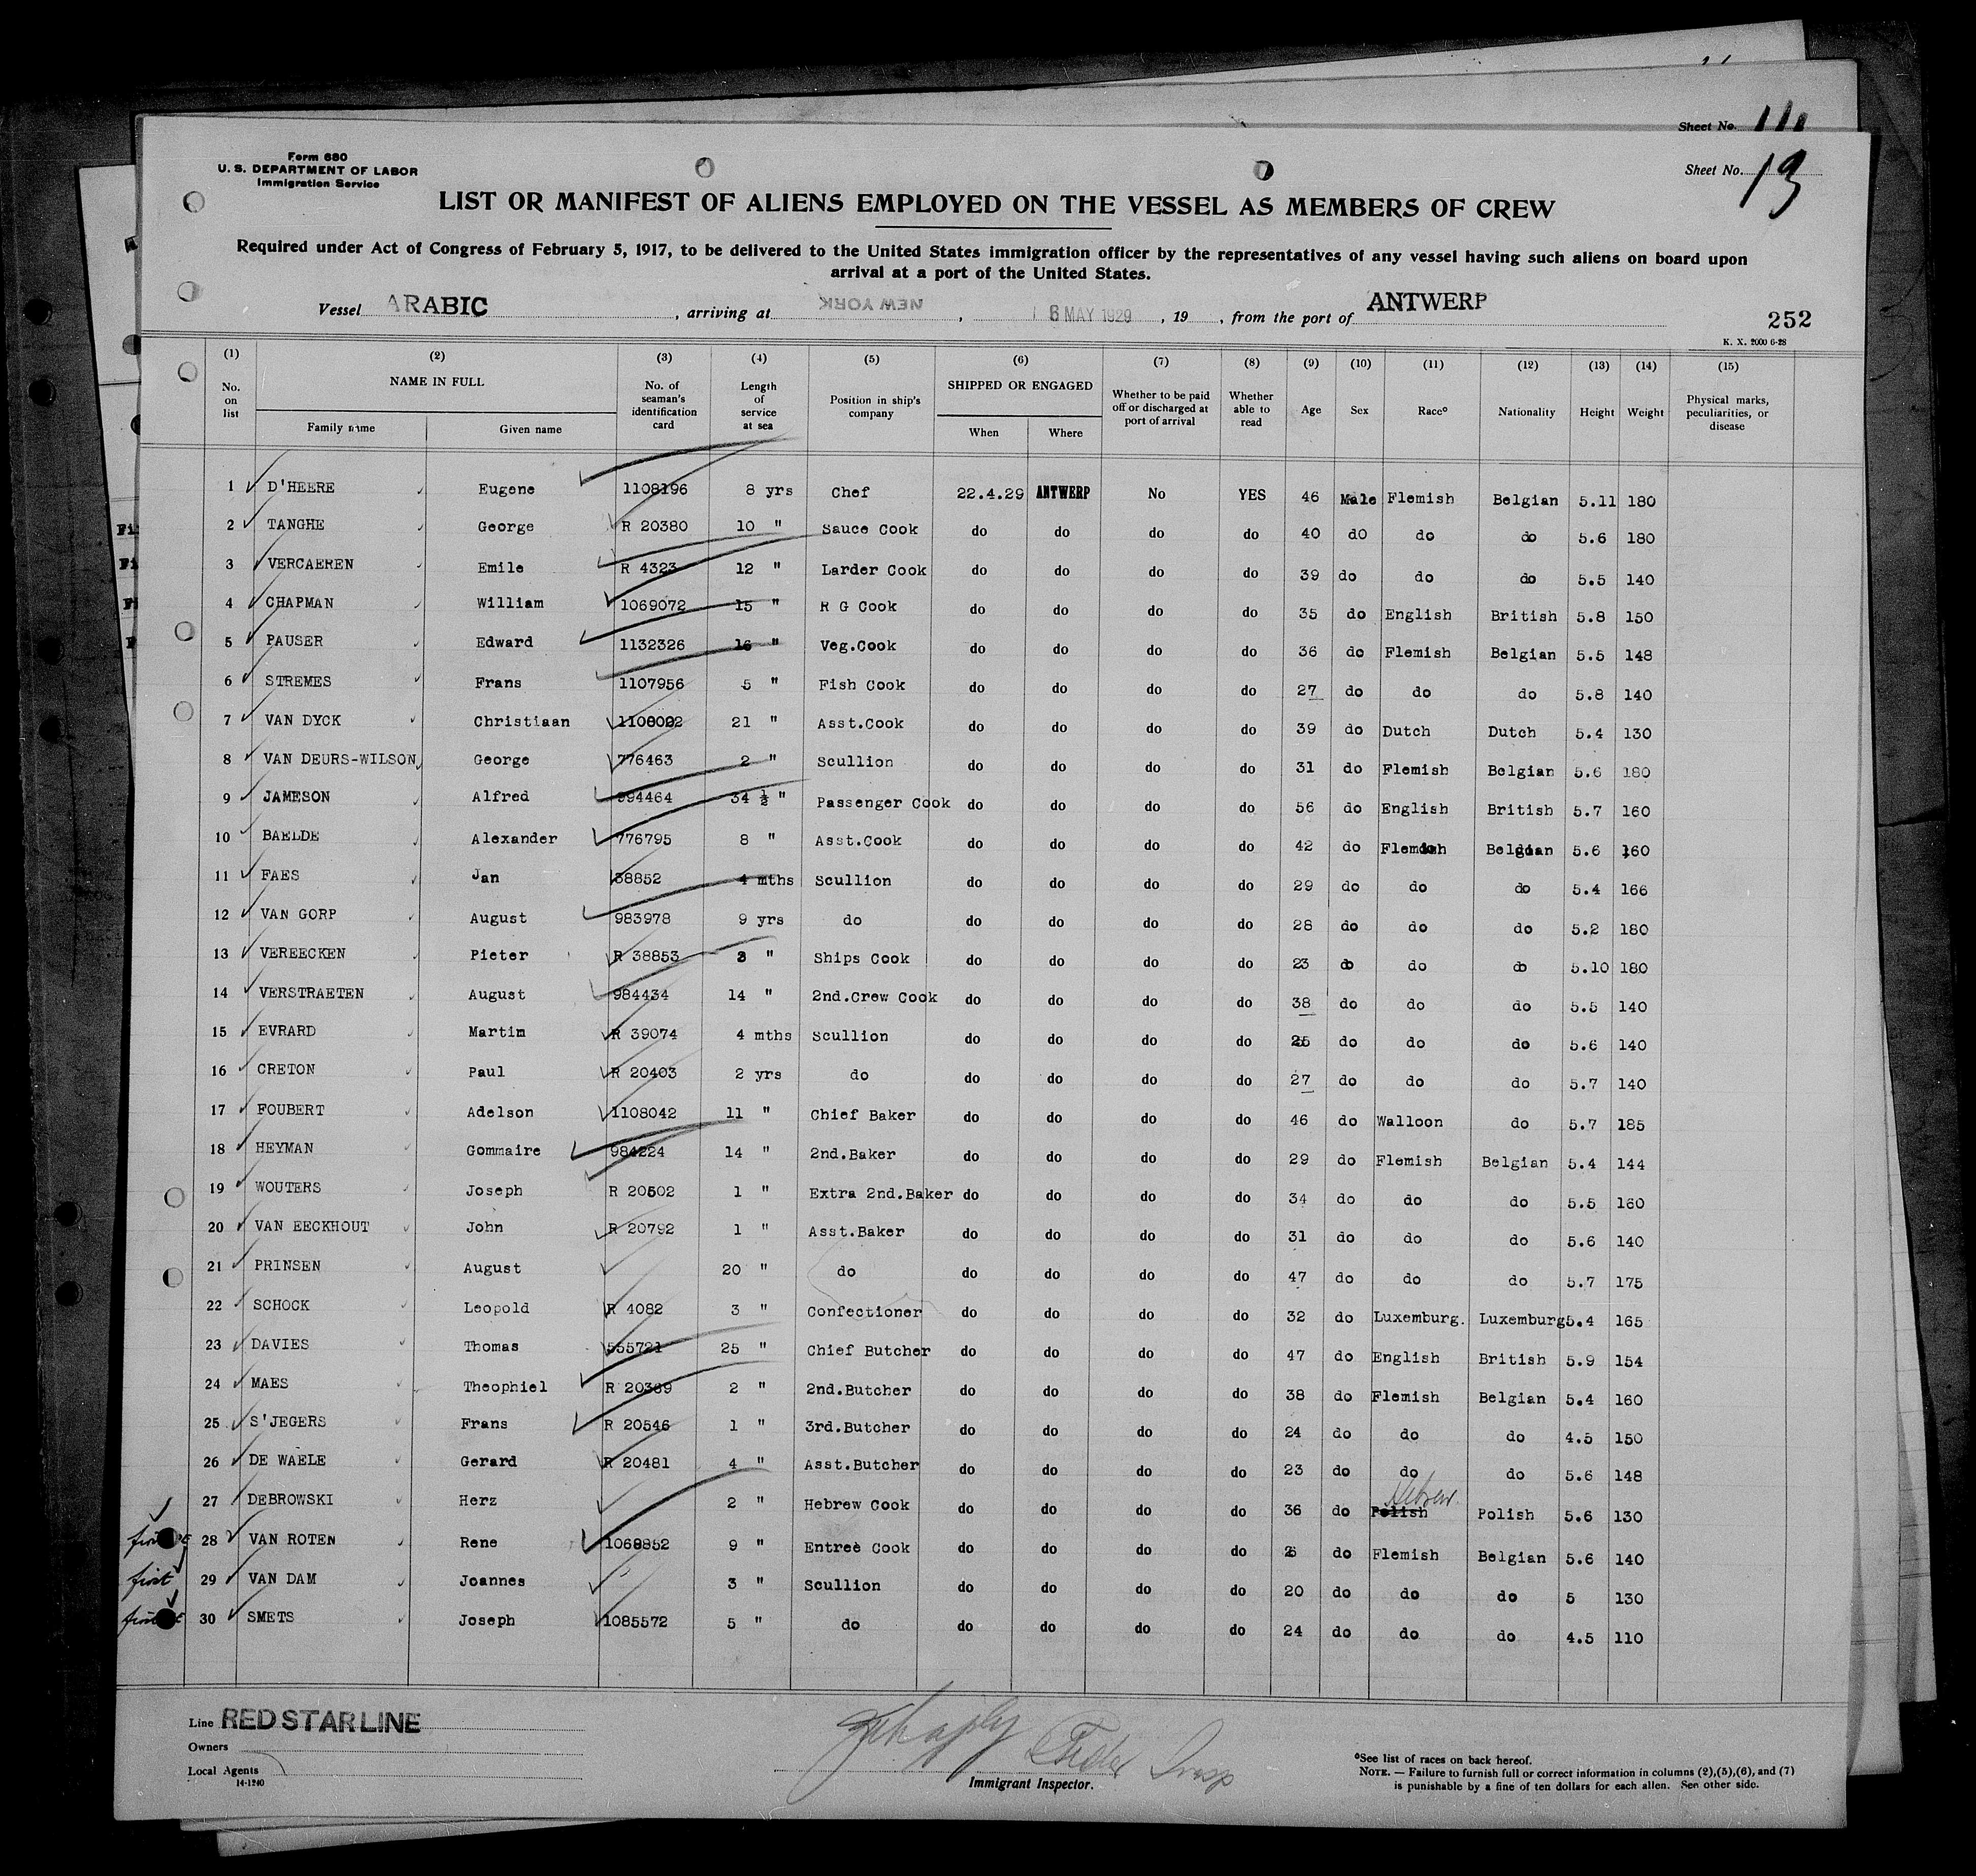 Sheet No.
Form 680
U. S. DEPARTMENT OF LABOR
Immigration Service
Sheet No. 13
LIST OR MANIFEST OF ALIENS EMPLOYED ON THE VESSEL AS MEMBERS OF CREW
Required under Act of Congress of February 5, 1917, to be delivered to the United States immigration officer by the representatives of any vessel having such aliens on board upon
arrival at a port of the United States.
Vessel ARABIC, arriving at NEW YORK, 6 MAY 1929, 19 , from the port of ANTWERP
252
K. X. 2000 6-28
(1) (2) (3) (4) (5) (6) (7) (8) (9) (10) (11) (12) (13) (14) (15)
No. on list NAME IN FULL Family name Given name No. of seaman's identification card Length of service at sea Position in ship's company SHIPPED OR ENGAGED When Where Whether to be paid off or discharged at port of arrival Whether able to read Age Sex Race° Nationality Height Weight Physical marks, peculiarities, or disease
1 D'HEERE Eugene 1108196 8 yrs Chef 22.4.29 ANTWERP No YES 46 Male Flemish Belgian 5.11 180
2 TANGHE George R 20380 10 " Sauce Cook do do do do 40 do do do 5.6 180
3 VERCAEREN Emile R 4323 12 " Larder Cook do do do do 39 do do do 5.5 140
4 CHAPMAN William 1069072 15 " R G Cook do do do do 35 do English British 5.8 150
5 PAUSER Edward 1132326 16 " Veg.Cook do do do do 36 do Flemish Belgian 5.5 148
6 STREMES Frans 1107956 5 " Fish Cook do do do do 27 do do do 5.8 140
7 VAN DYCK Christiaan 1108022 21 " Asst.Cook do do do do 39 do Dutch Dutch 5.4 130
8 VAN DEURS-WILSON George 776463 2 " Scullion do do do do 31 do Flemish Belgian 5.6 180
9 JAMESON Alfred 994464 34 ½ " Passenger Cook do do do do 56 do English British 5.7 160
10 BAELDE Alexander 776795 8 " Asst.Cook do do do do 42 do Flemish Belgian 5.6 160
11 FAES Jan 38852 4 mths Scullion do do do do 29 do do do 5.4 166
12 VAN GORP August 983978 9 yrs do do do do do 28 do do do 5.2 180
13 VEREECKEN Pieter R 38853 3 " Ships Cook do do do do 23 do do do 5.10 180
14 VERSTRAETEN August 984434 14 " 2nd.Crew Cook do do do do 38 do do do 5.5 140
15 EVRARD Martin R 39074 4 mths Scullion do do do do 25 do do do 5.6 140
16 CRETON Paul R 20403 2 yrs do do do do do 27 do do do 5.7 140
17 FOUBERT Adelson 1108042 11 " Chief Baker do do do do 46 do Walloon do 5.7 185
18 HEYMAN Gommaire 984224 14 " 2nd.Baker do do do do 29 do Flemish Belgian 5.4 144
19 WOUTERS Joseph R 20502 1 " Extra 2nd.Baker do do do do 34 do do do 5.5 160
20 VAN EECKHOUT John R 20792 1 " Asst.Baker do do do do 31 do do do 5.6 140
21 PRINSEN August 20 " do do do do do 47 do do do 5.7 175
22 SCHOCK Leopold R 4082 3 " Confectioner do do do do 32 do Luxemburg. Luxemburg 5.4 165
23 DAVIES Thomas 555721 25 " Chief Butcher do do do do 47 do English British 5.9 154
24 MAES Theophiel R 20369 2 " 2nd.Butcher do do do do 38 do Flemish Belgian 5.4 160
25 S'JEGERS Frans R 20546 1 " 3rd.Butcher do do do do 24 do do do 4.5 150
26 DE WAELE Gerard R 20481 4 " Asst.Butcher do do do do 23 do do do 5.6 148
27 DEBROWSKI Herz 2 " Hebrew Cook do do do do 36 do Polish Hebrew. Polish 5.6 130
28 VAN ROTEN Rene 1068852 9 " Entreè Cook do do do do do Flemish Belgian 5.6 140
first 29 VAN DAM Joannes 3 " Scullion do do do do 20 do do do 5 130
30 SMETS Joseph 1085572 5 " do do do do do 24 do do do 4.5 110
Line RED STAR LINE
Owners
Local Agents
14-1240
Immigrant Inspector.
°See list of races on back hereof.
NOTE. — Failure to furnish full or correct information in columns (2),(5),(6), and (7)
is punishable by a fine of ten dollars for each alien. See other side.